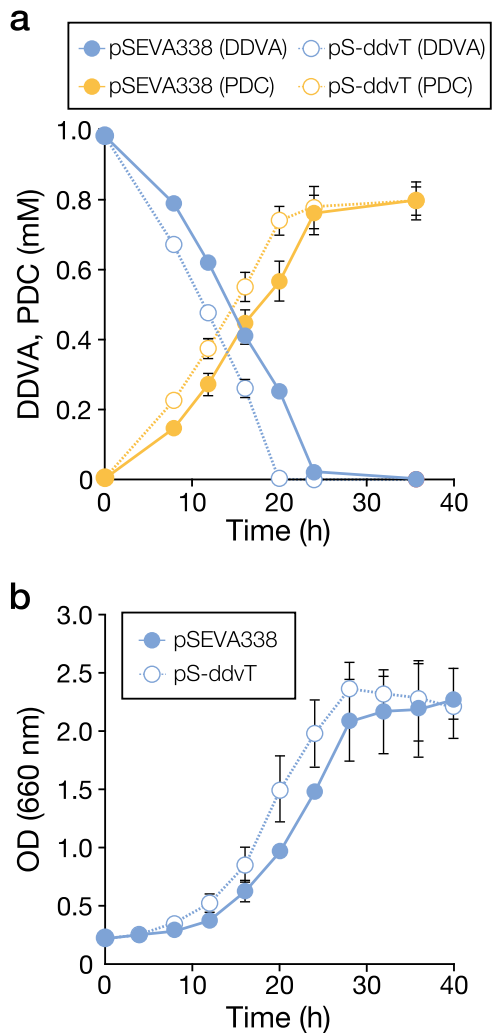 a
pSEVA338 (DDVA) pS-ddvT (DDVA)
pSEVA338 (PDC) pS-ddvT (PDC)
1.0
0.8
0.6
0.4
0.2
0
DDVA, PDC (mM)
0 10 20 30 40
Time (h)
b
pSEVA338
pS-ddvT
3.0
2.5
2.0
1.5
1.0
0.5
0
OD (660 nm)
0 10 20 30 40
Time (h)